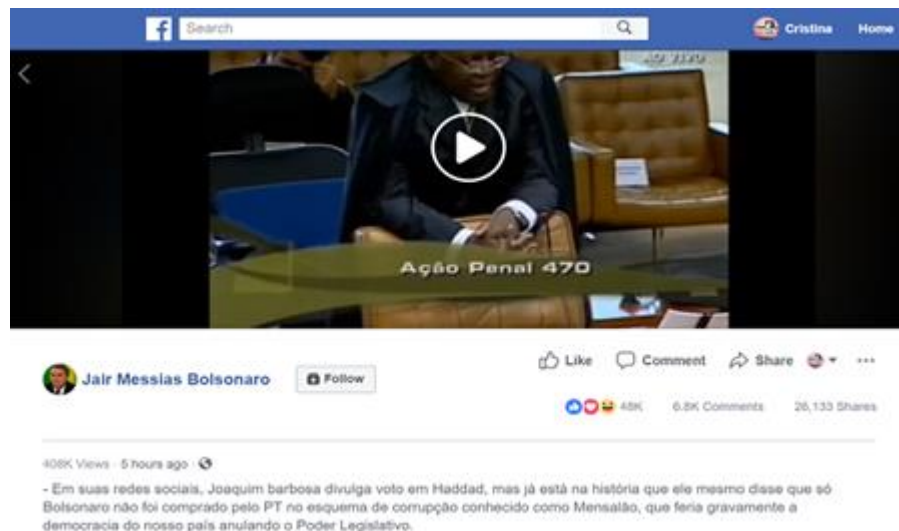 f Search Cristina Home
AO VIVO
Ação Penal 470
Jair Messias Bolsonaro Follow
Like Comment Share
48K 6.8K Comments 26,133 Shares
408K Views · 5 hours ago
- Em suas redes sociais, Joaquim barbosa divulga voto em Haddad, mas já está na história que ele mesmo disse que só
Bolsonaro não foi comprado pelo PT no esquema de corrupção conhecido como Mensalão, que feria gravamente a
democracia do nosso país anulando o Poder Legislativo.